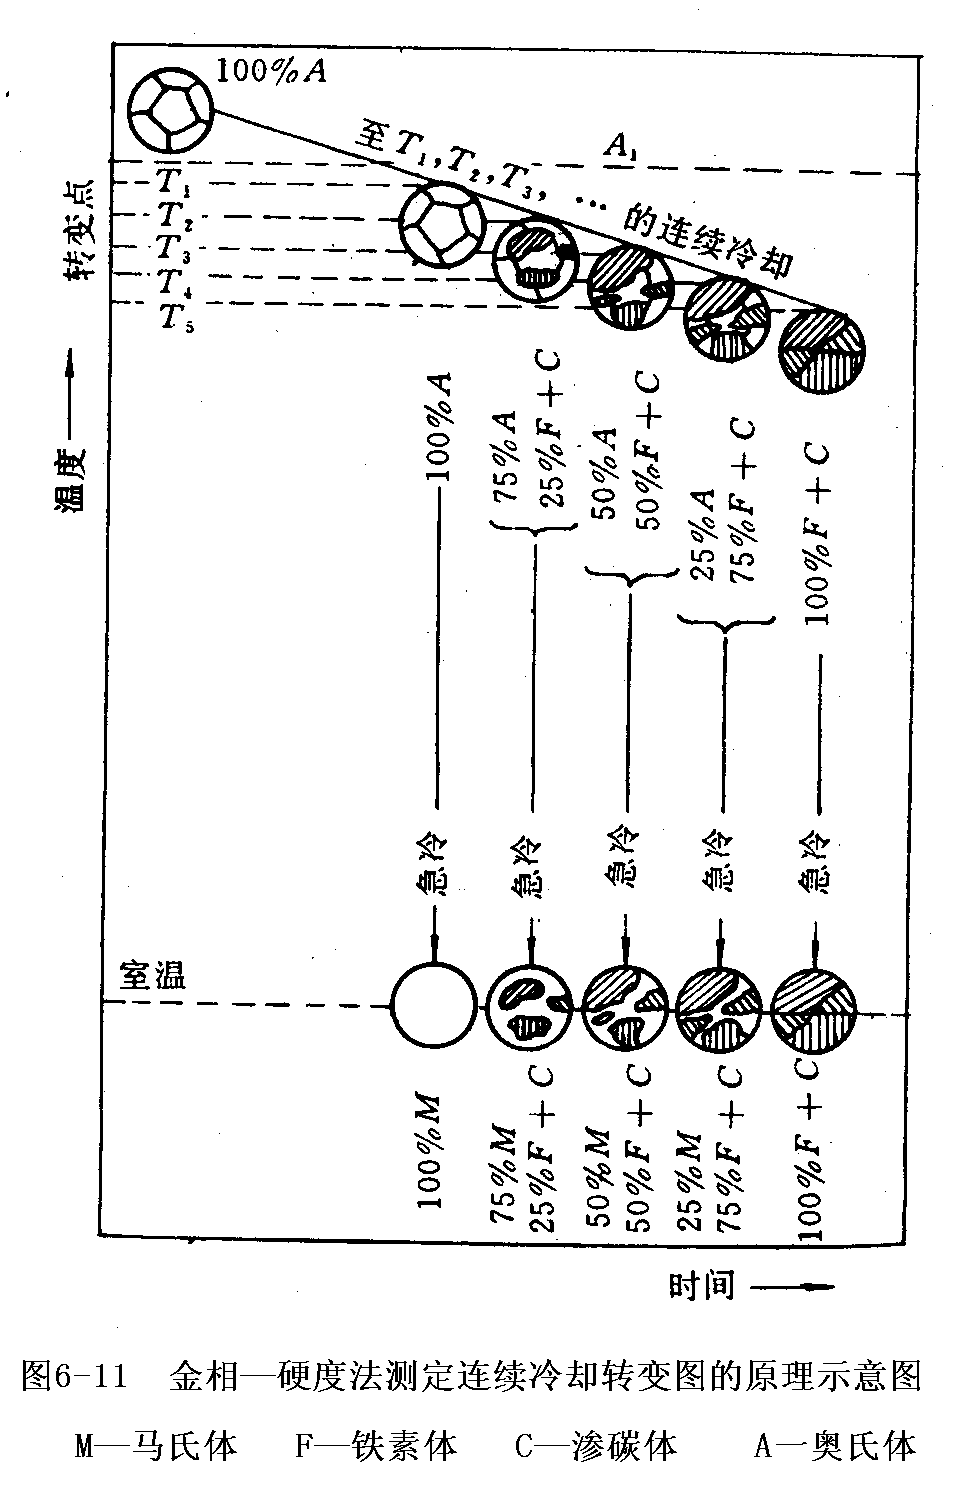 100%A
至T₁,T₂,T₃,…的连续冷却
A₁
T₁
T₂
T₃
T₄
T₅
转变点
温度
100%A
75%A
25%F+C
50%A
50%F+C
25%A
75%F+C
100%F+C
急冷
急冷
急冷
急冷
急冷
室温
100%M
75%M
25%F+C
50%M
50%F+C
25%M
75%F+C
100%F+C
时间
图6-11 金相—硬度法测定连续冷却转变图的原理示意图
M—马氏体 F—铁素体 C—渗碳体 A—奥氏体